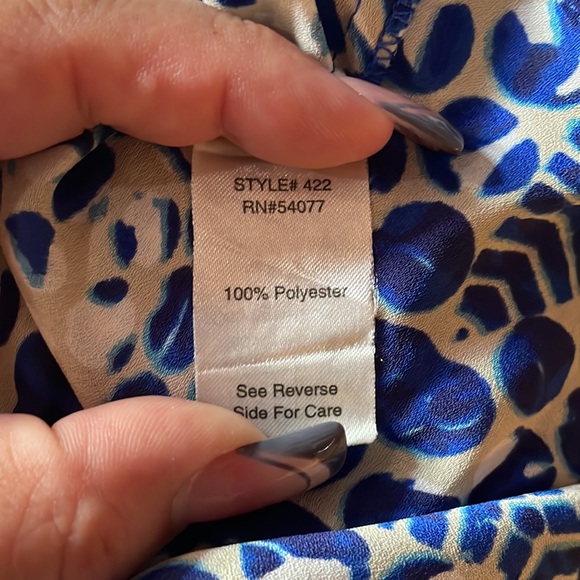 STYLE# 422
RN#54077
100% Polyester
See Reverse
Side For Care